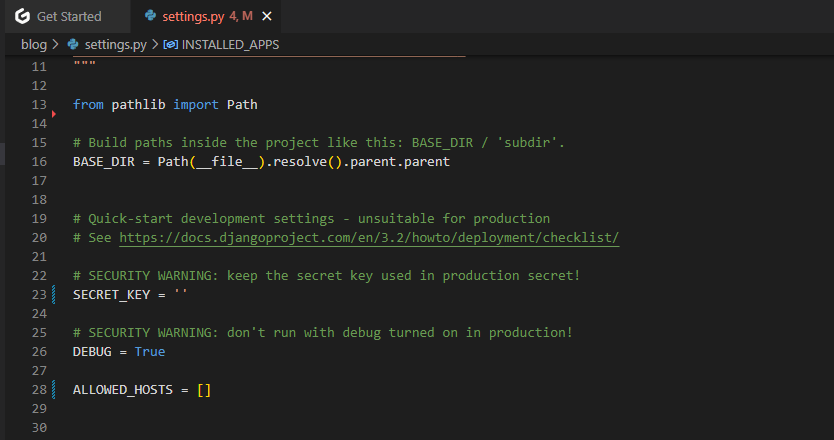 Get Started settings.py 4, M
blog > settings.py > INSTALLED_APPS
11 """
12
13 from pathlib import Path
14
15 # Build paths inside the project like this: BASE_DIR / 'subdir'.
16 BASE_DIR = Path(__file__).resolve().parent.parent
17
18
19 # Quick-start development settings - unsuitable for production
20 # See https://docs.djangoproject.com/en/3.2/howto/deployment/checklist/
21
22 # SECURITY WARNING: keep the secret key used in production secret!
23 SECRET_KEY = ''
24
25 # SECURITY WARNING: don't run with debug turned on in production!
26 DEBUG = True
27
28 ALLOWED_HOSTS = []
29
30